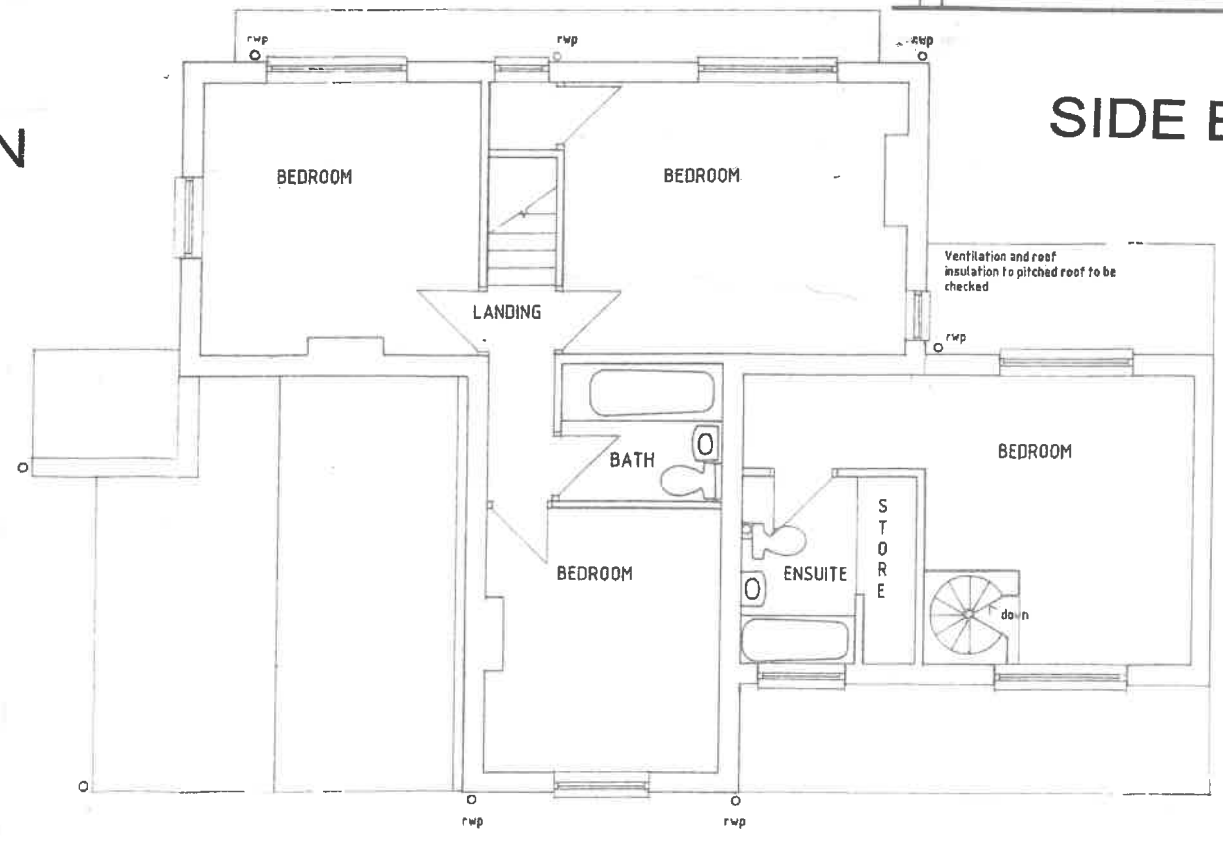 rwp
rwp
rwp
N
SIDE E
BEDROOM
BEDROOM
Ventilation and roof
insulation to pitched roof to be
checked
LANDING
rwp
BEDROOM
BATH
STORE
BEDROOM
ENSUITE
down
rwp
rwp